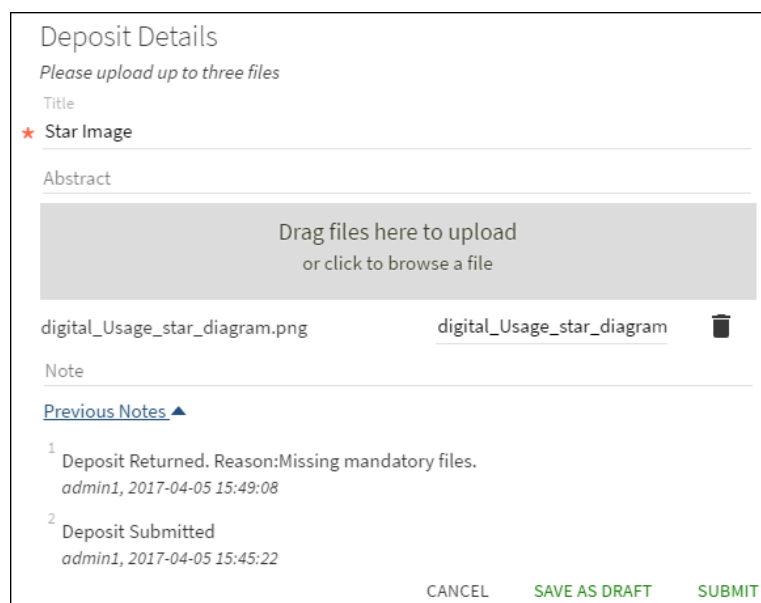 Deposit Details
Please upload up to three files
Title
* Star Image
Abstract
Drag files here to upload
or click to browse a file
digital_Usage_star_diagram.png digital_Usage_star_diagram
Note
Previous Notes
1
Deposit Returned. Reason:Missing mandatory files.
admin1, 2017-04-05 15:49:08
2
Deposit Submitted
admin1, 2017-04-05 15:45:22
CANCEL SAVE AS DRAFT SUBMIT